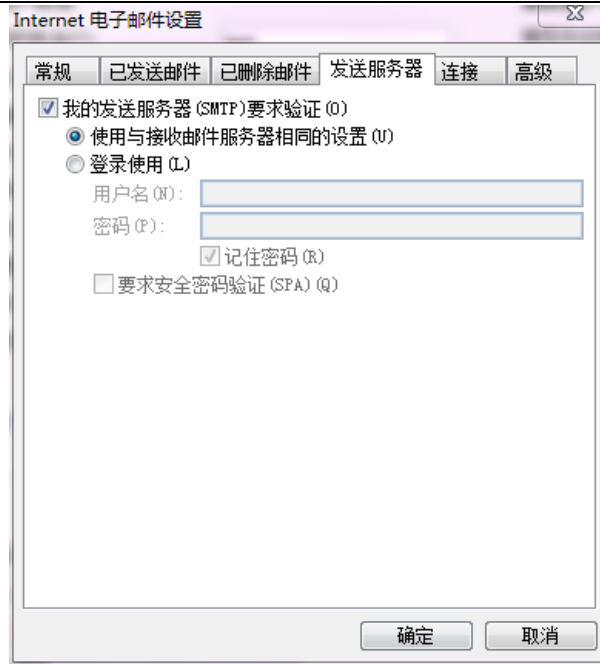 Internet 电子邮件设置
常规 已发送邮件 已删除邮件 发送服务器 连接 高级
我的发送服务器(SMTP)要求验证(O)
使用与接收邮件服务器相同的设置(U)
登录使用(L)
用户名(N):
密码(P):
记住密码(R)
要求安全密码验证(SPA)(Q)
确定 取消